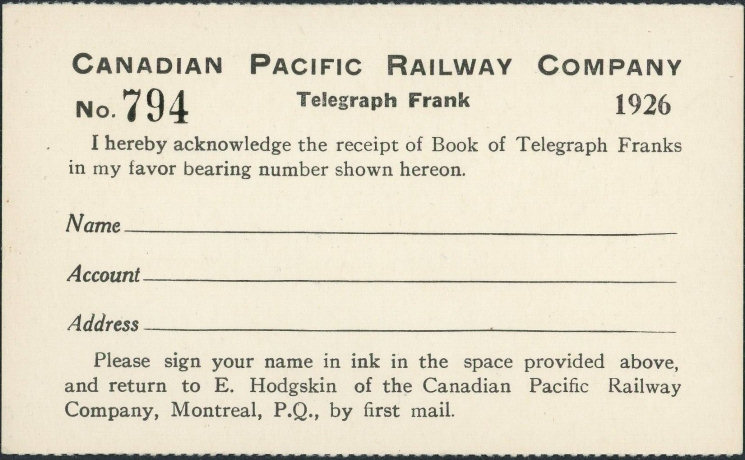 CANADIAN PACIFIC RAILWAY COMPANY
No. 794 Telegraph Frank 1926
I hereby acknowledge the receipt of Book of Telegraph Franks
in my favor bearing number shown hereon.
Name
Account
Address
Please sign your name in ink in the space provided above,
and return to E. Hodgskin of the Canadian Pacific Railway
Company, Montreal, P.Q., by first mail.